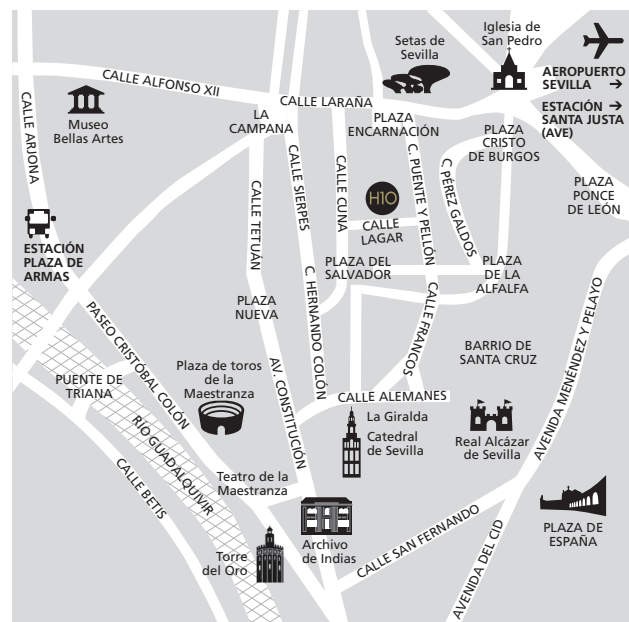 Iglesia de
San Pedro
Setas de
Sevilla
AEROPUERTO
SEVILLA →
ESTACIÓN →
SANTA JUSTA
(AVE)
CALLE ALFONSO XII
CALLE LARAÑA
CALLE ARJONA
Museo
Bellas Artes
LA
CAMPANA
PLAZA
ENCARNACIÓN
PLAZA
CRISTO
DE BURGOS
PLAZA
PONCE
DE LEÓN
CALLE TETUÁN
CALLE SIERPES
CALLE CUNA
H10
CALLE
LAGAR
C. PUENTE Y PELLÓN
C. PÉREZ GALDOS
ESTACIÓN
PLAZA DE
ARMAS
PLAZA DEL
SALVADOR
PLAZA
DE LA
ALFALFA
PLAZA
NUEVA
C. HERNANDO COLÓN
CALLE FRANCOS
PASEO CRISTÓBAL COLÓN
BARRIO DE
SANTA CRUZ
AVENIDA MENÉNDEZ Y PELAYO
PUENTE DE
TRIANA
Plaza de toros
de la
Maestranza
AV. CONSTITUCIÓN
CALLE ALEMANES
La Giralda
Catedral
de Sevilla
Real Alcázar
de Sevilla
RIO GUADALQUIVIR
CALLE BETIS
Teatro de la
Maestranza
Archivo
de Indias
Torre
del Oro
CALLE SAN FERNANDO
AVENIDA DEL CID
PLAZA DE
ESPAÑA